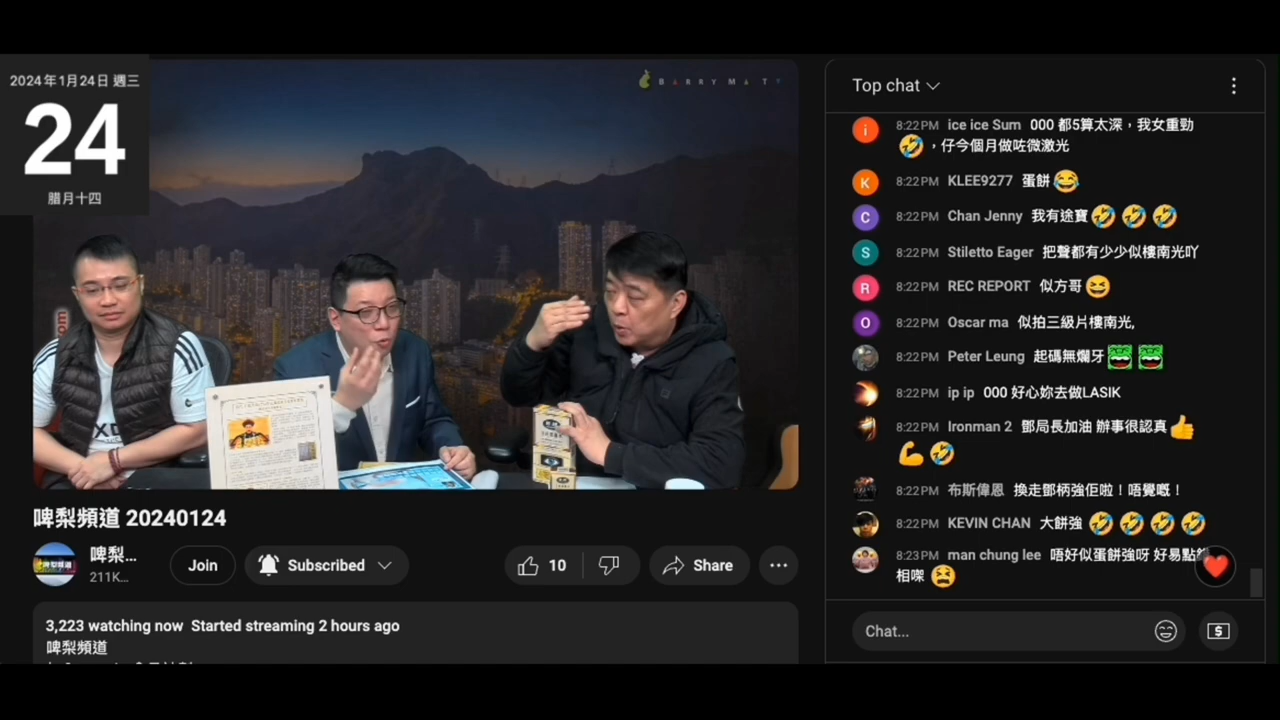 2024年1月24日 週三
24
腊月十四
BARRYMATY
Top chat
8:22 PM ice ice Sum 000 都5算太深，我女重勁
🤣，仔今個月做咗微激光
8:22 PM KLEE9277 蛋餅😂
8:22 PM Chan Jenny 我有途寶🤣🤣🤣
8:22 PM Stiletto Eager 把聲都有少少似樓南光吖
8:22 PM REC REPORT 似方哥😆
8:22 PM Oscar ma 似拍三級片樓南光,
8:22 PM Peter Leung 起碼無爛牙
8:22 PM ip ip 000 好心妳去做LASIK
8:22 PM Ironman 2 鄧局長加油 辦事很認真👍
💪🤣
8:22 PM 布斯偉恩 換走鄧柄強佢啦！唔覺嘅！
8:22 PM KEVIN CHAN 大餅強🤣🤣🤣🤣
8:23 PM man chung lee 唔好似蛋餅強呀 好易點
相㗎😫
Chat...
啤梨頻道 20240124
啤梨...
211K...
Join
Subscribed
10
Share
3,223 watching now Started streaming 2 hours ago
啤梨頻道